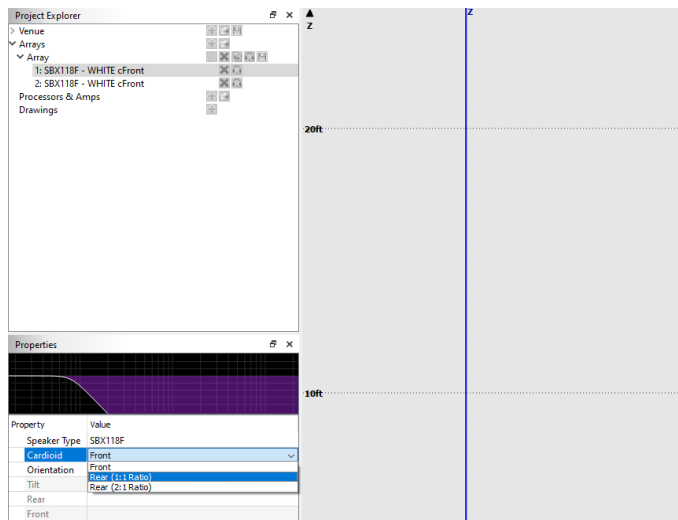 Project Explorer
Venue
Arrays
Array
1: SBX118F - WHITE cFront
2: SBX118F - WHITE cFront
Processors & Amps
Drawings
Properties
Property Value
Speaker Type SBX118F
Cardioid Front
Orientation Front
Rear (1:1 Ratio)
Tilt Rear (2:1 Ratio)
Rear
Front
Z
Z
20ft
10ft